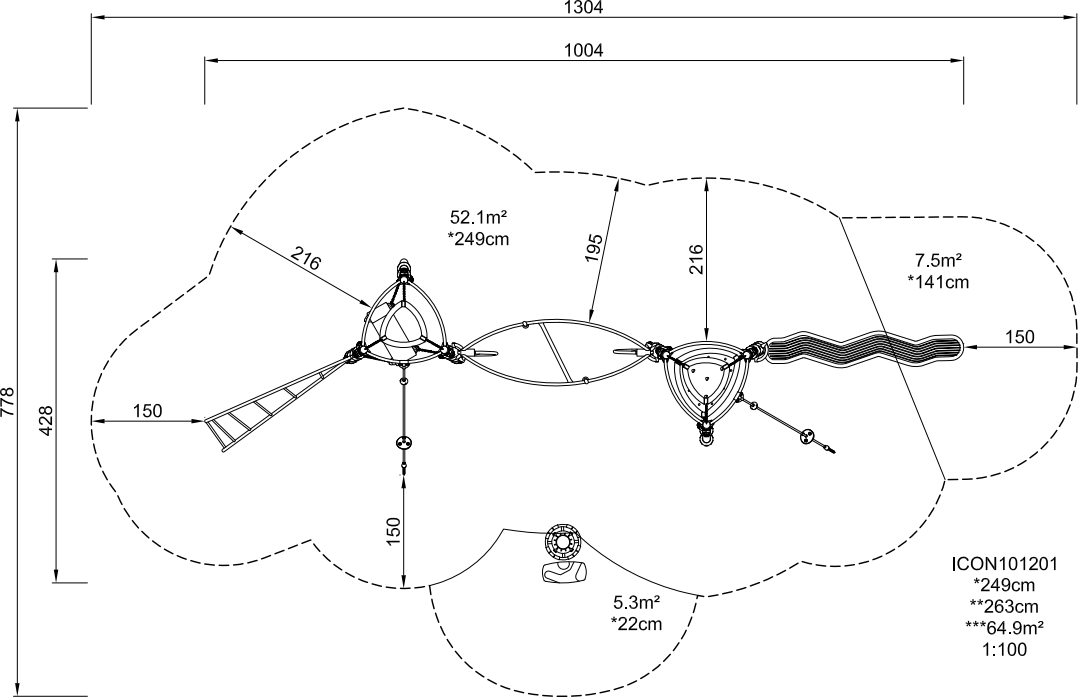 1304
1004
52.1m²
*249cm
216
195
216
7.5m²
*141cm
150
778
428
150
150
5.3m²
*22cm
ICON101201
*249cm
**263cm
***64.9m²
1:100